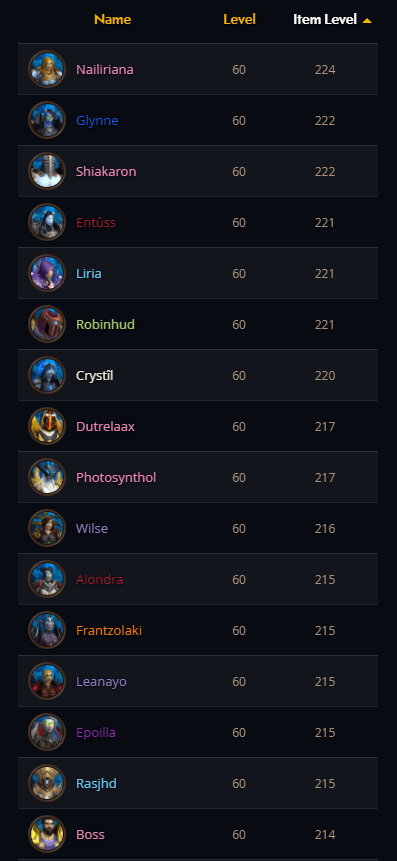 Name Level Item Level
Nailiriana 60 224
Glynne 60 222
Shiakaron 60 222
Entûss 60 221
Liria 60 221
Robinhud 60 221
Crystîl 60 220
Dutrelaax 60 217
Photosynthol 60 217
Wilse 60 216
Alondra 60 215
Frantzolaki 60 215
Leanayo 60 215
Epoilla 60 215
Rasjhd 60 215
Boss 60 214